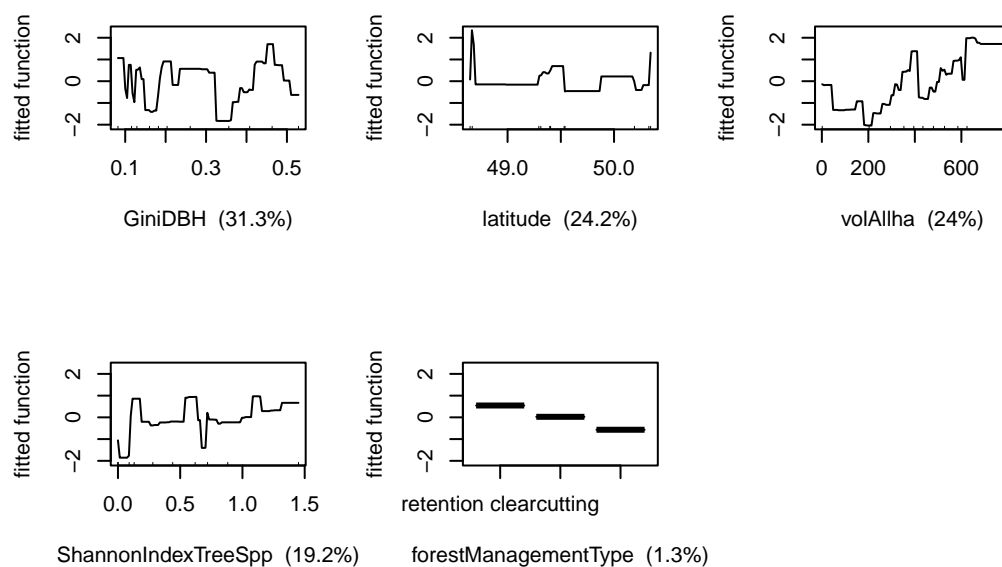 fitted function
2
0
−2
0.1 0.3 0.5
GiniDBH (31.3%)
fitted function
2
0
−2
49.0 50.0
latitude (24.2%)
fitted function
2
0
−2
0 200 600
volAllha (24%)
fitted function
2
0
−2
0.0 0.5 1.0 1.5
ShannonIndexTreeSpp (19.2%)
fitted function
2
0
−2
retention clearcutting
forestManagementType (1.3%)